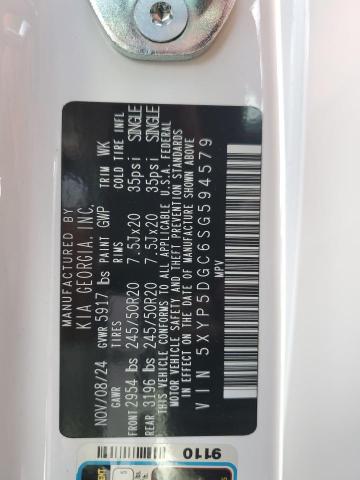 MANUFACTURED BY
KIA GEORGIA, INC.
NOV/08/24 GVWR 5917 lbs PAINT GWP TRIM WK
GAWR TIRES RIMS COLD TIRE INFL
FRONT 2954 lbs 245/50R20 7.5Jx20 35psi SINGLE
REAR 3196 lbs 245/50R20 7.5Jx20 35psi SINGLE
THIS VEHICLE CONFORMS TO ALL APPLICABLE U.S.A. FEDERAL
MOTOR VEHICLE SAFETY AND THEFT PREVENTION STANDARDS
IN EFFECT ON THE DATE OF MANUFACTURE SHOWN ABOVE.
VIN 5XYP5DGC6SG594579
MPV
9110